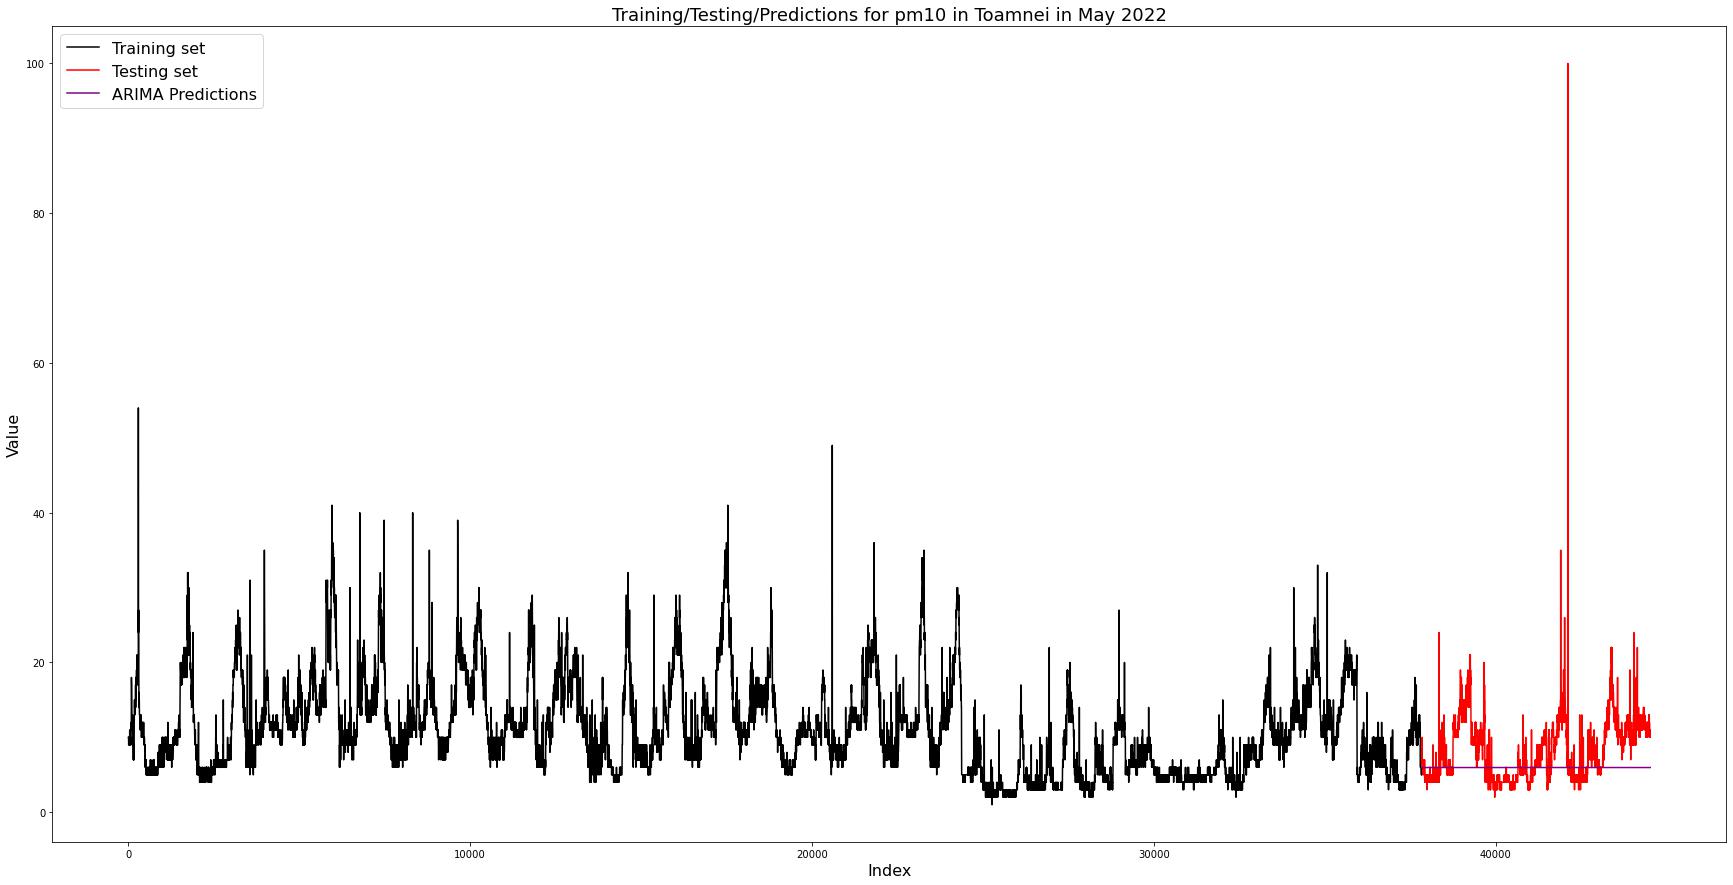 Training/Testing/Predictions for pm10 in Toamnei in May 2022
Training set
Testing set
ARIMA Predictions
100
80
60
40
20
0
Value
0 10000 20000 30000 40000
Index